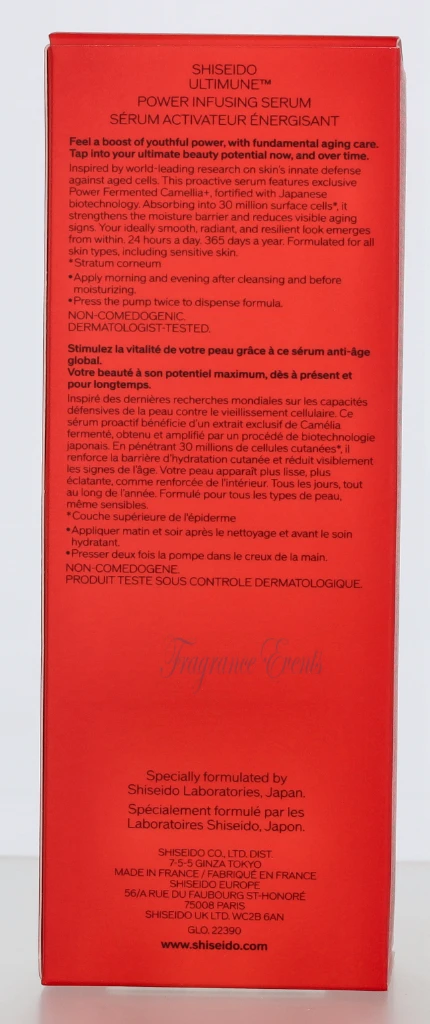 SHISEIDO
ULTIMUNE™
POWER INFUSING SERUM
SÉRUM ACTIVATEUR ÉNERGISANT
Feel a boost of youthful power, with fundamental aging care.
Tap into your ultimate beauty potential now, and over time.
Inspired by world-leading research on skin's innate defense
against aged cells. This proactive serum features exclusive
Power Fermented Camellia+, fortified with Japanese
biotechnology. Absorbing into 30 million surface cells*, it
strengthens the moisture barrier and reduces visible aging
signs. Your ideally smooth, radiant, and resilient look emerges
from within. 24 hours a day. 365 days a year. Formulated for all
skin types, including sensitive skin.
*Stratum corneum
•Apply morning and evening after cleansing and before
moisturizing.
•Press the pump twice to dispense formula.
NON-COMEDOGENIC.
DERMATOLOGIST-TESTED.
Stimulez la vitalité de votre peau grâce à ce sérum anti-âge
global.
Votre beauté à son potentiel maximum, dès à présent et
pour longtemps.
Inspiré des dernières recherches mondiales sur les capacités
défensives de la peau contre le vieillissement cellulaire. Ce
sérum proactif bénéficie d'un extrait exclusif de Camélia
fermenté, obtenu et amplifié par un procédé de biotechnologie
japonais. En pénétrant 30 millions de cellules cutanées*, il
renforce la barrière d'hydratation cutanée et réduit visiblement
les signes de l'âge. Votre peau apparaît plus lisse, plus
éclatante, comme renforcée de l'intérieur. Tous les jours, tout
au long de l'année. Formulé pour tous les types de peau,
même sensibles.
*Couche supérieure de l'épiderme
•Appliquer matin et soir après le nettoyage et avant le soin
hydratant.
•Presser deux fois la pompe dans le creux de la main.
NON-COMEDOGENE.
PRODUIT TESTE SOUS CONTROLE DERMATOLOGIQUE.
Fragrance Events
Specially formulated by
Shiseido Laboratories, Japan.
Spécialement formulé par les
Laboratoires Shiseido, Japon.
SHISEIDO CO., LTD. DIST.
7-5-5 GINZA TOKYO
MADE IN FRANCE / FABRIQUÉ EN FRANCE
SHISEIDO EUROPE
56/A RUE DU FAUBOURG ST-HONORÉ
75008 PARIS
SHISEIDO UK LTD. WC2B 6AN
GLO. 22390
www.shiseido.com